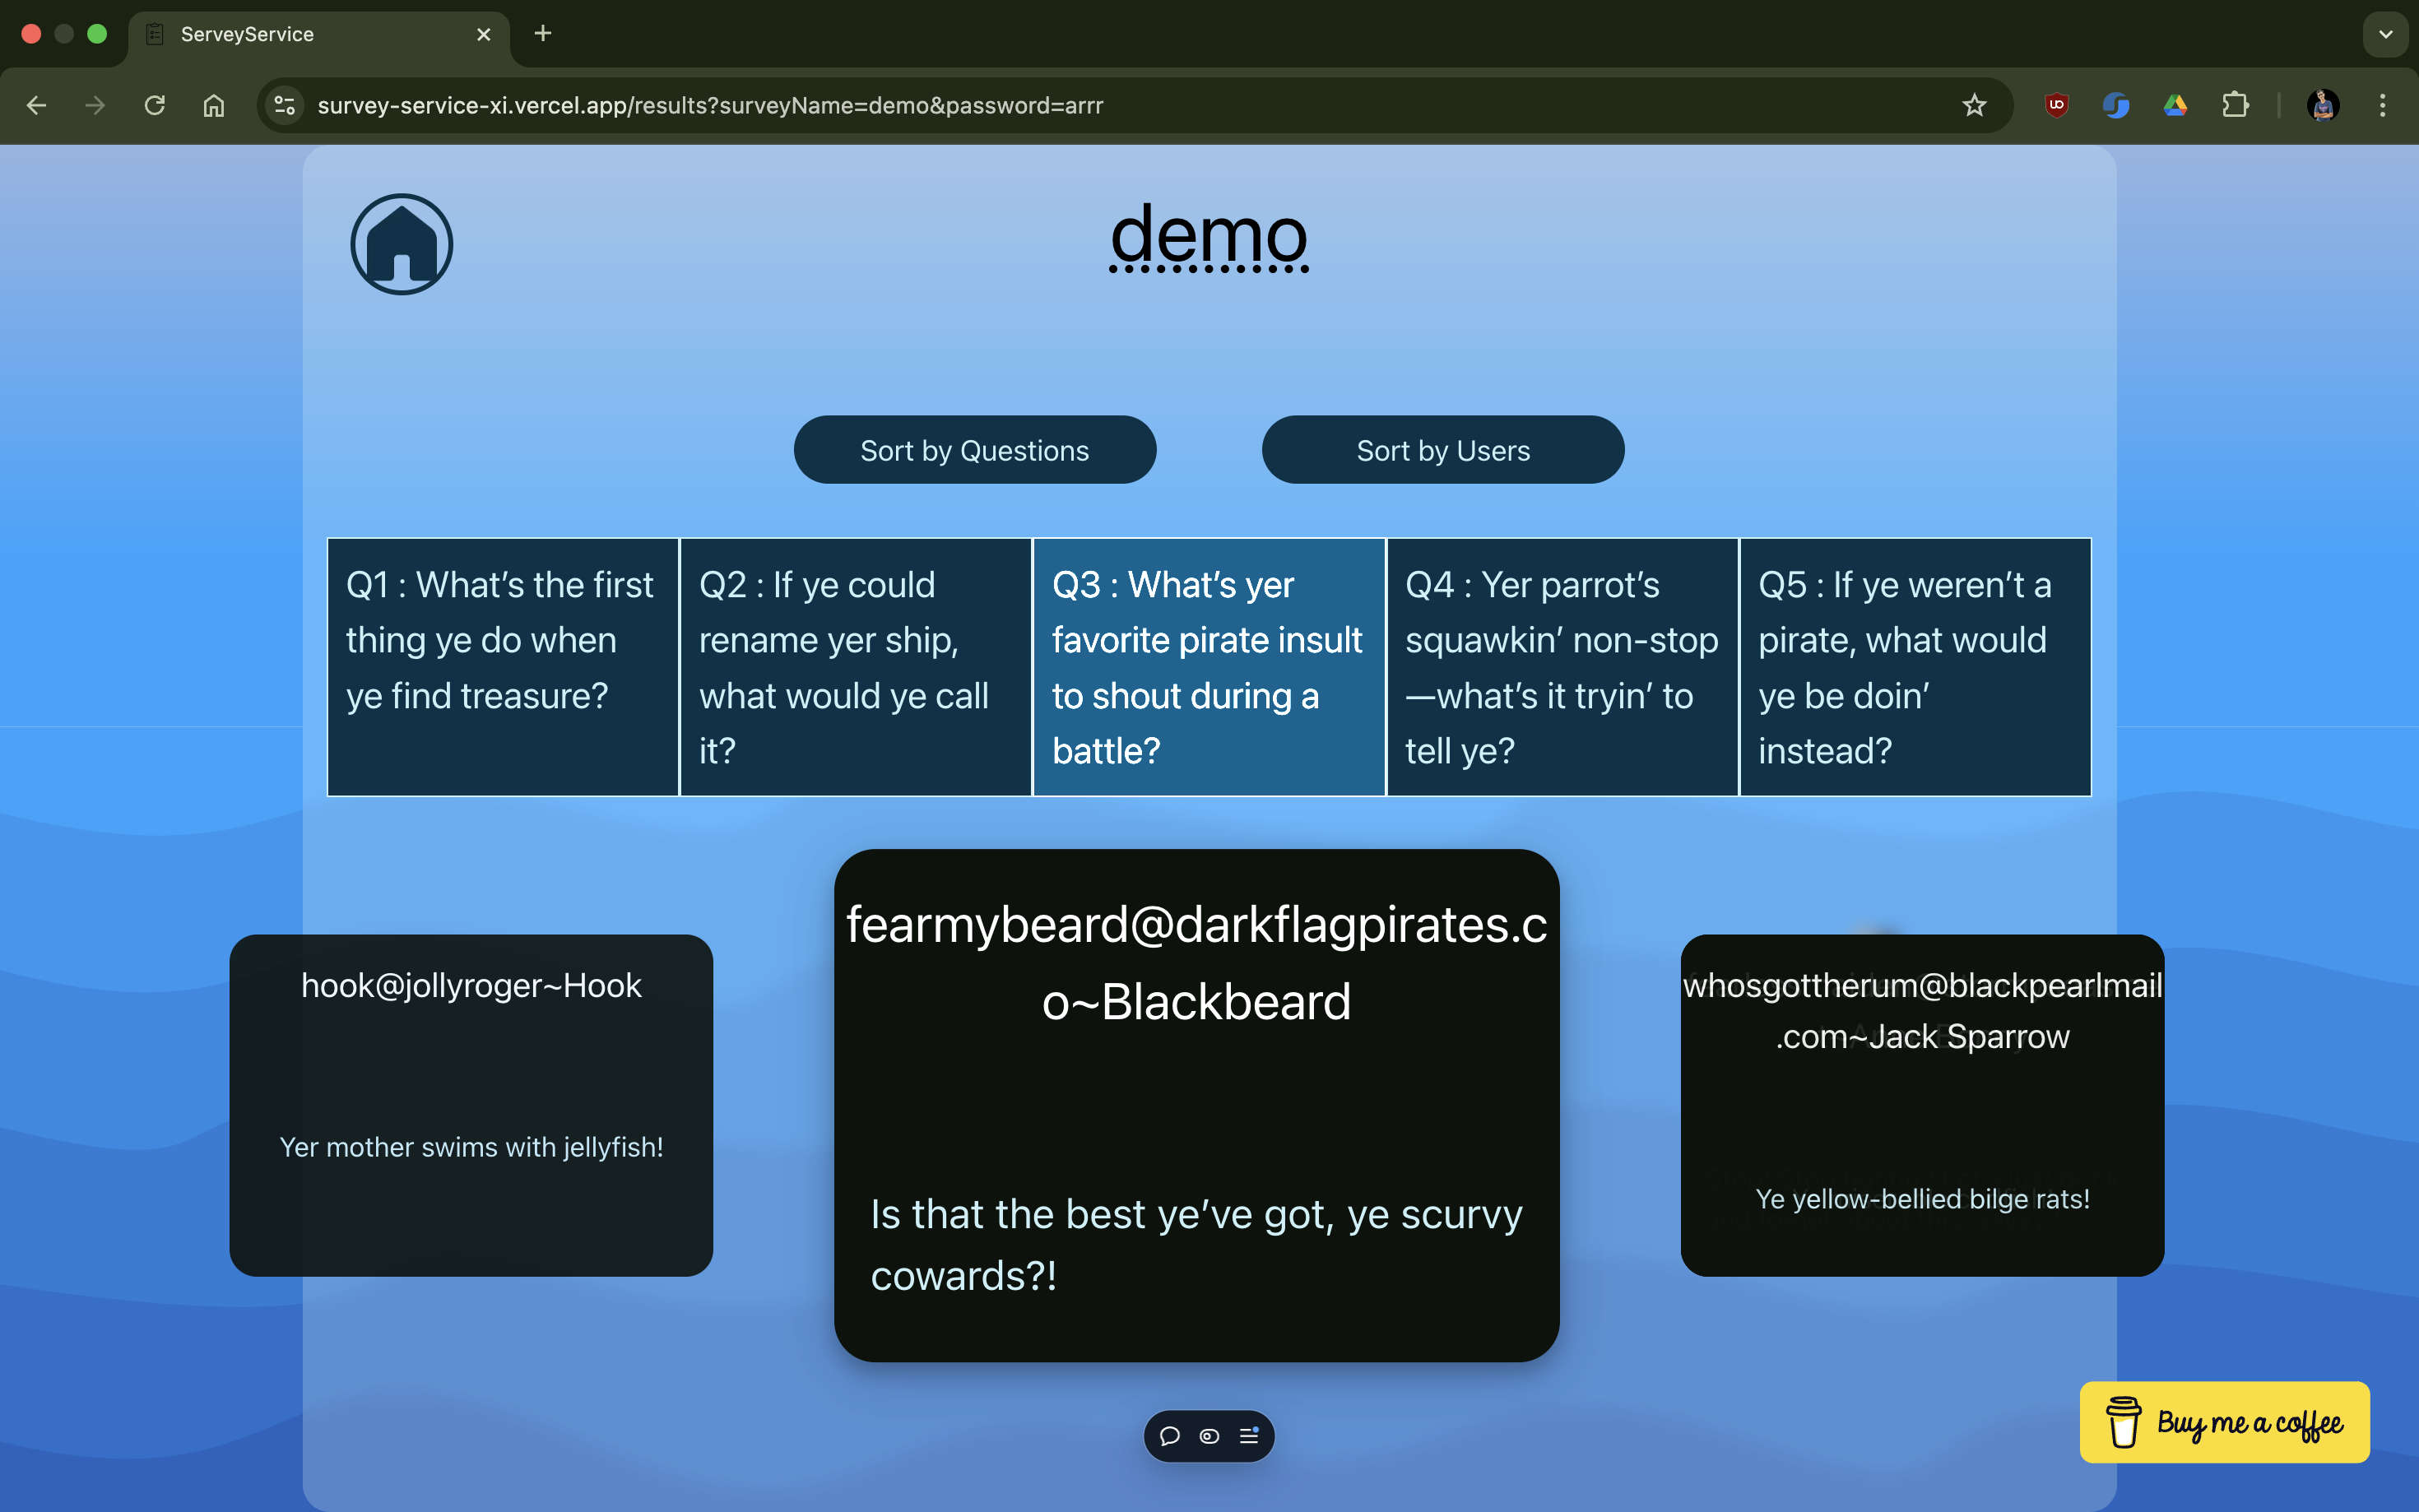 ServeyService
survey-service-xi.vercel.app/results?surveyName=demo&password=arrr
demo
Sort by Questions
Sort by Users
Q1 : What’s the first
thing ye do when
ye find treasure?
Q2 : If ye could
rename yer ship,
what would ye call
it?
Q3 : What’s yer
favorite pirate insult
to shout during a
battle?
Q4 : Yer parrot’s
squawkin’ non-stop
—what’s it tryin’ to
tell ye?
Q5 : If ye weren’t a
pirate, what would
ye be doin’
instead?
hook@jollyroger~Hook
Yer mother swims with jellyfish!
fearmybeard@darkflagpirates.c
o~Blackbeard
Is that the best ye’ve got, ye scurvy
cowards?!
whosgottherum@blackpearlmail
.com~Jack Sparrow
Ye yellow-bellied bilge rats!
Buy me a coffee